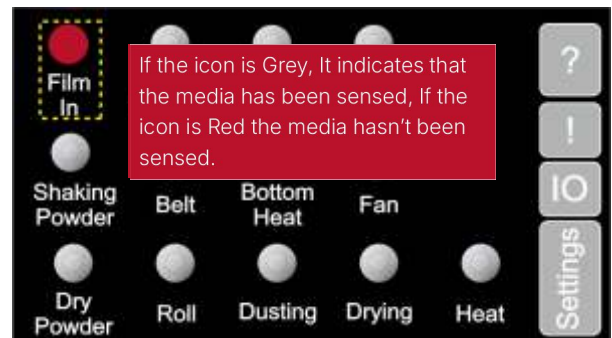 Film
In
If the icon is Grey, It indicates that
the media has been sensed, If the
icon is Red the media hasn't been
sensed.
?
!
Shaking
Powder
Belt
Bottom
Heat
Fan
IO
Dry
Powder
Roll
Dusting
Drying
Heat
Settings